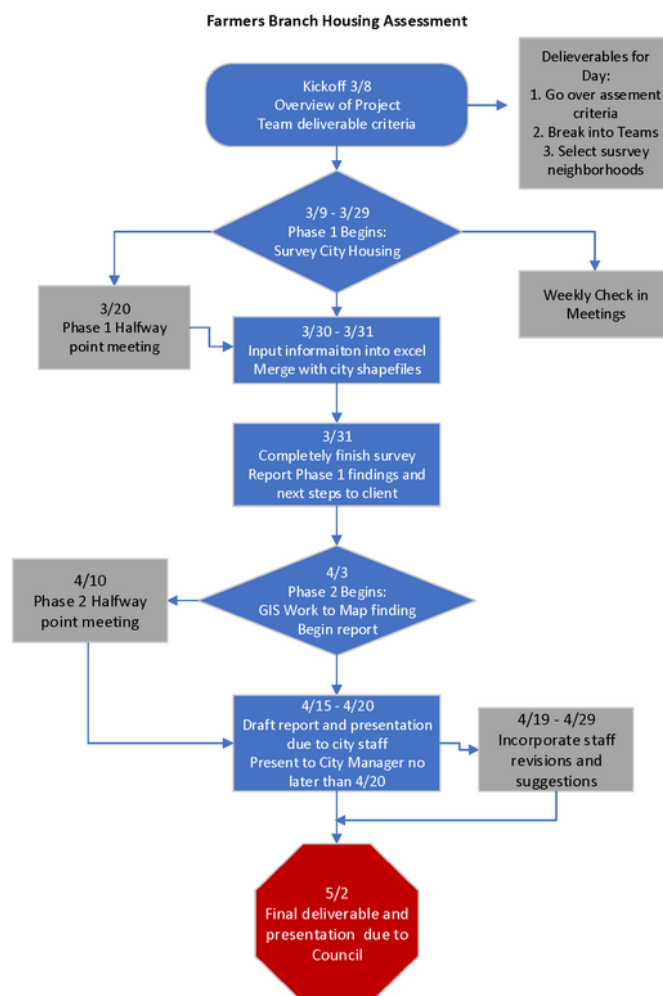 Farmers Branch Housing Assessment
Kickoff 3/8
Overview of Project
Team deliverable criteria
Delieverables for
Day:
1. Go over assement
criteria
2. Break into Teams
3. Select susrvey
neighborhoods
3/9 - 3/29
Phase 1 Begins:
Survey City Housing
3/20
Phase 1 Halfway
point meeting
Weekly Check in
Meetings
3/30 - 3/31
Input informaiton into excel
Merge with city shapefiles
3/31
Completely finish survey
Report Phase 1 findings and
next steps to client
4/3
Phase 2 Begins:
GIS Work to Map finding
Begin report
4/10
Phase 2 Halfway
point meeting
4/15 - 4/20
Draft report and presentation
due to city staff
Present to City Manager no
later than 4/20
4/19 - 4/29
Incorporate staff
revisions and
suggestions
5/2
Final deliverable and
presentation due to
Council